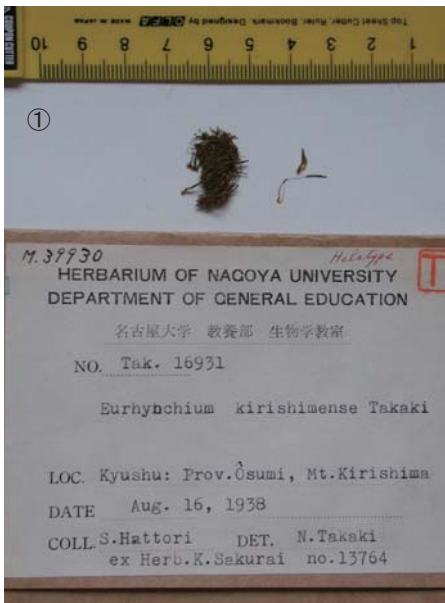 Top Sheet Cutter, Bookmark, Ruler, Cleverly Designed By OLFA MADE IN JAPAN
10 9 8 7 6 5 4 3 2 1
①
M.39930 Holotype T
HERBARIUM OF NAGOYA UNIVERSITY
DEPARTMENT OF GENERAL EDUCATION
名古屋大学 教養部 生物学教室
NO. Tak. 16931
Eurhynchium kirishimense Takaki
LOC. Kyushu: Prov.Ôsumi, Mt.Kirishima
DATE Aug. 16, 1938
COLL. S.Hattori DET. N.Takaki
ex Herb.K.Sakurai no.13764